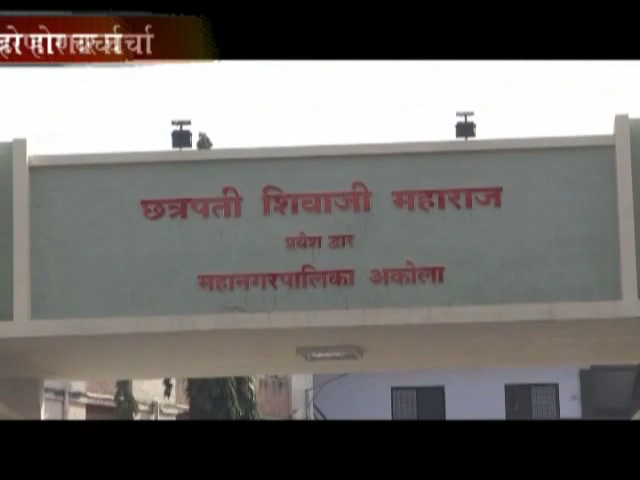 छत्रपती शिवाजी महाराज
प्रवेश द्वार
महानगरपालिका अकोला